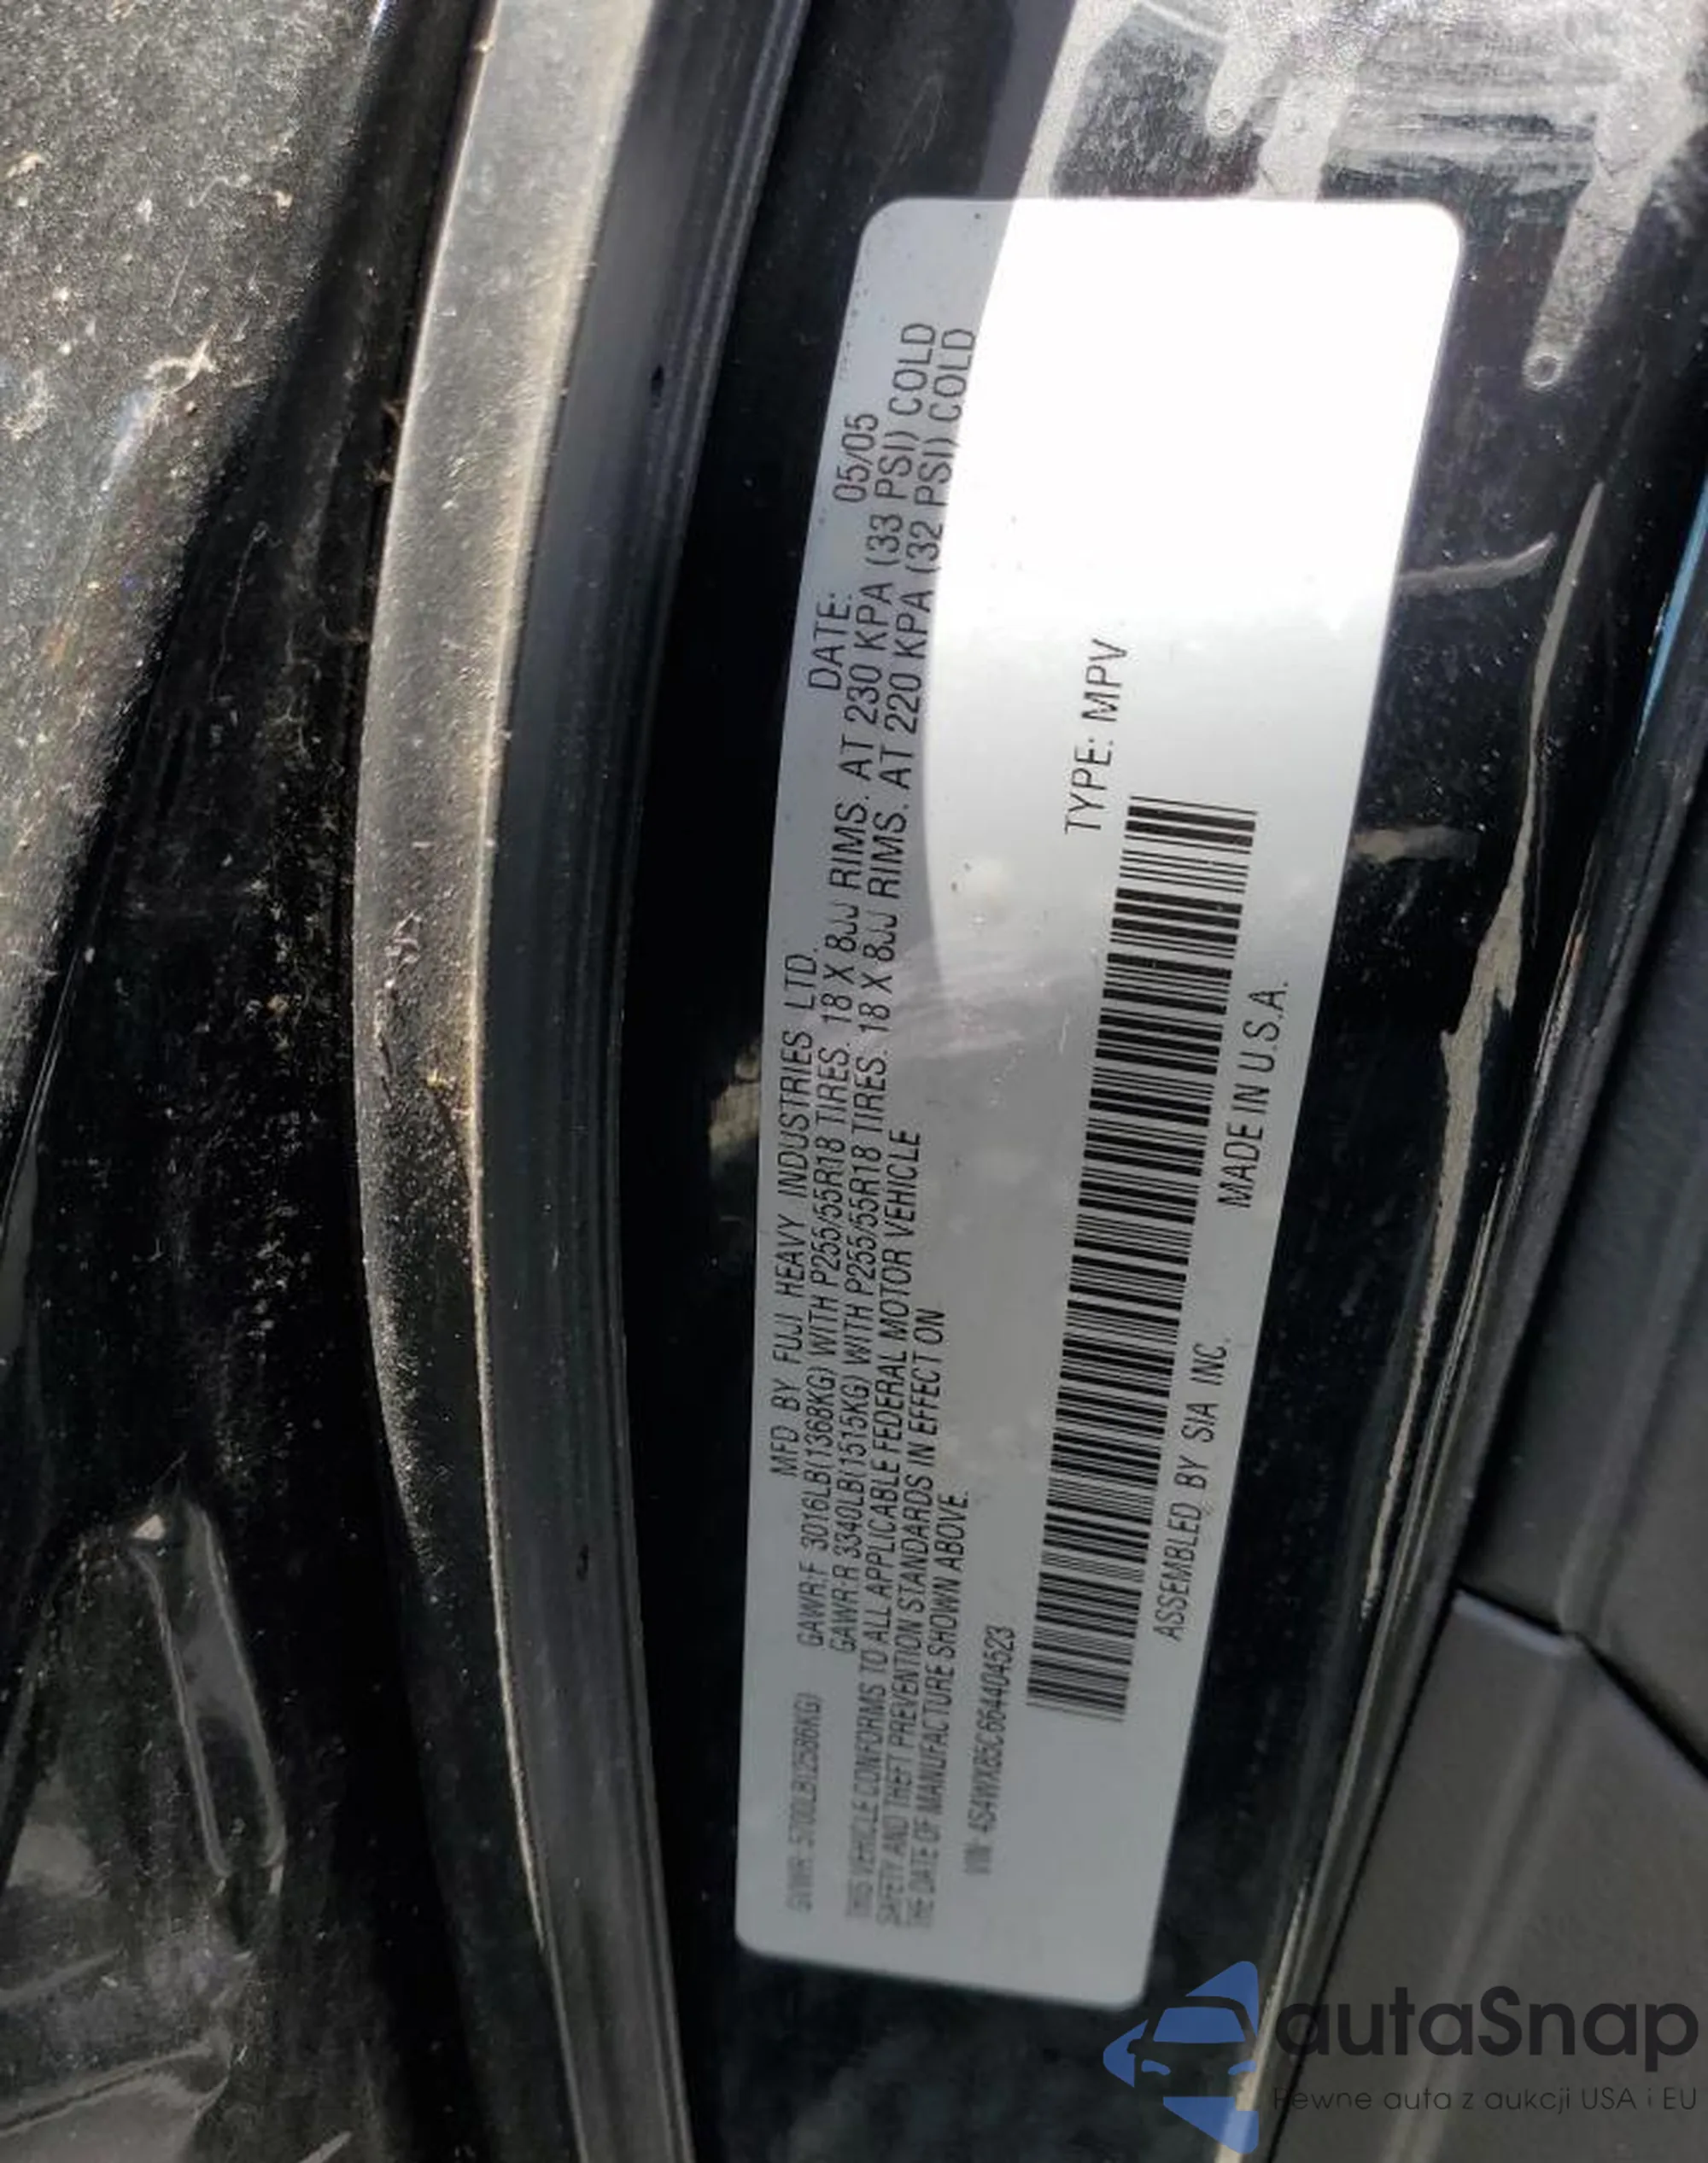 MFD BY FUJI HEAVY INDUSTRIES LTD. DATE: 05/05
GVWR: 5700LB(2586KG) GAWR:F 3016LB(1368KG) WITH P255/55R18 TIRES. 18 X 8JJ RIMS. AT 230 KPA (33 PSI) COLD
GAWR:R 3340LB(1515KG) WITH P255/55R18 TIRES. 18 X 8JJ RIMS. AT 220 KPA (32 PSI) COLD
THIS VEHICLE CONFORMS TO ALL APPLICABLE FEDERAL MOTOR VEHICLE
SAFETY AND THEFT PREVENTION STANDARDS IN EFFECT ON
THE DATE OF MANUFACTURE SHOWN ABOVE.
VIN: 4S4WX85C664404523 TYPE: MPV
ASSEMBLED BY SIA INC. MADE IN U.S.A.
autaSnap
Pewne auta z aukcji USA i EU